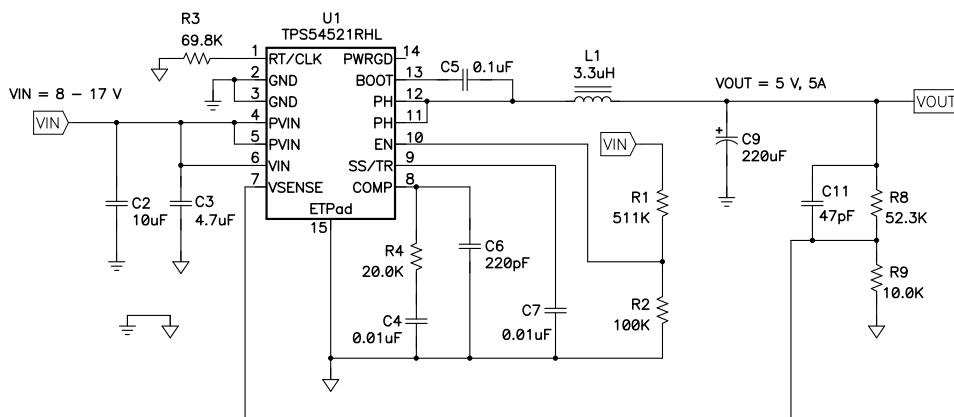 U1
TPS54521RHL
R3
69.8K
1 RT/CLK PWRGD 14
2 GND BOOT 13
3 GND PH 12
4 PVIN PH 11
5 PVIN EN 10
6 VIN SS/TR 9
7 VSENSE COMP 8
ETPad
15
VIN = 8 - 17 V
VIN
C2
10uF
C3
4.7uF
C5 0.1uF
L1
3.3uH
VOUT = 5 V, 5A
VOUT
C9
220uF
+
VIN
R1
511K
R2
100K
C11
47pF
R8
52.3K
R9
10.0K
R4
20.0K
C6
220pF
C4
0.01uF
C7
0.01uF